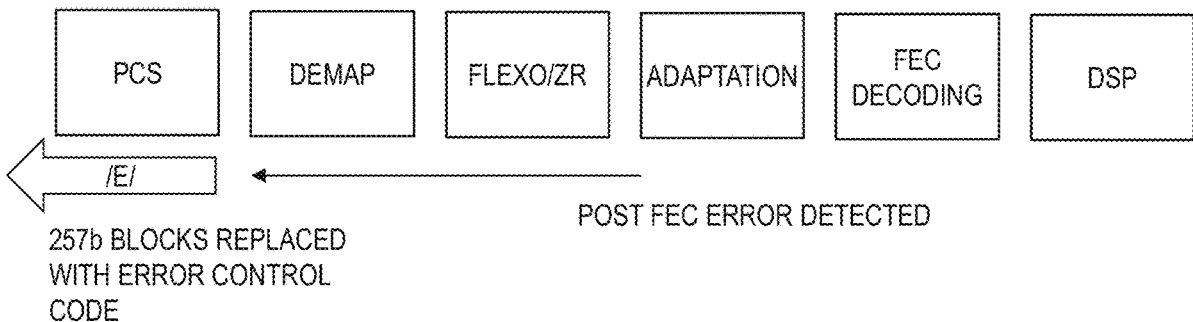 PCS
DEMAP
FLEXO/ZR
ADAPTATION
FEC
DECODING
DSP
/E/
POST FEC ERROR DETECTED
257b BLOCKS REPLACED
WITH ERROR CONTROL
CODE